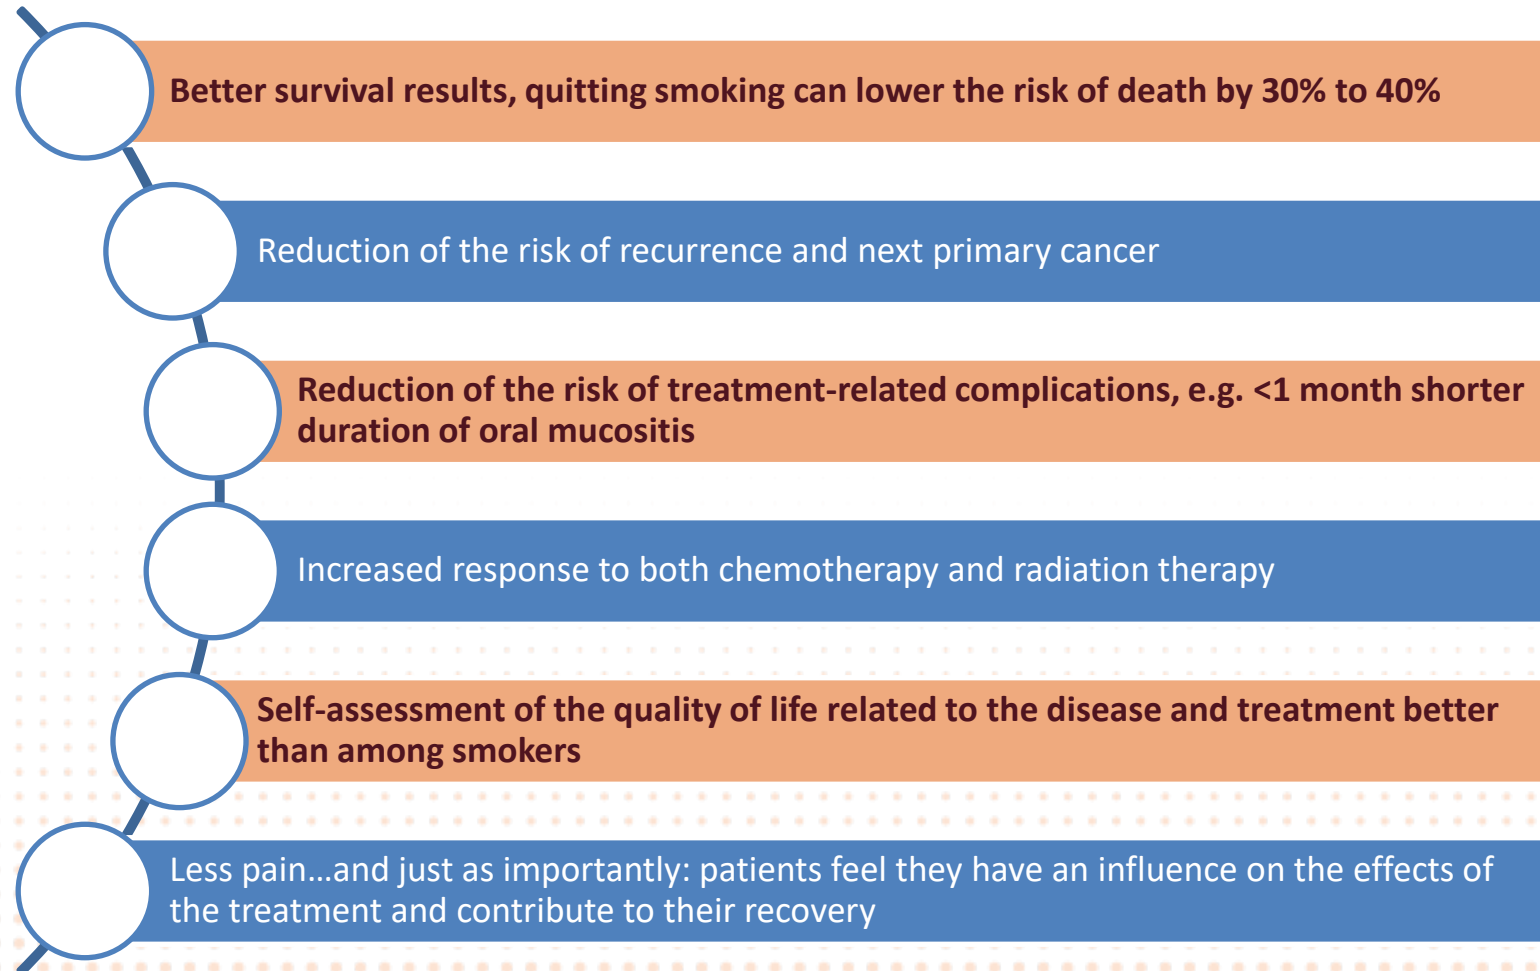 Better survival results, quitting smoking can lower the risk of death by 30% to 40%
Reduction of the risk of recurrence and next primary cancer
Reduction of the risk of treatment-related complications, e.g. <1 month shorter
duration of oral mucositis
Increased response to both chemotherapy and radiation therapy
Self-assessment of the quality of life related to the disease and treatment better
than among smokers
Less pain…and just as importantly: patients feel they have an influence on the effects of
the treatment and contribute to their recovery